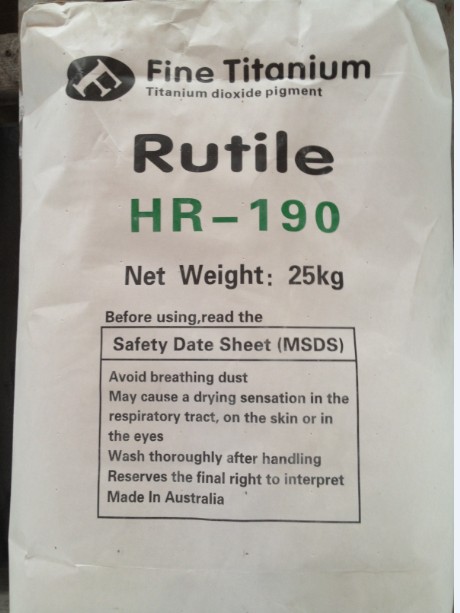 Fine Titanium
Titanium dioxide pigment
Rutile
HR-190
Net Weight: 25kg
Before using,read the
Safety Date Sheet (MSDS)
Avoid breathing dust
May cause a drying sensation in the
respiratory tract, on the skin or in
the eyes
Wash thoroughly after handling
Reserves the final right to interpret
Made In Australia